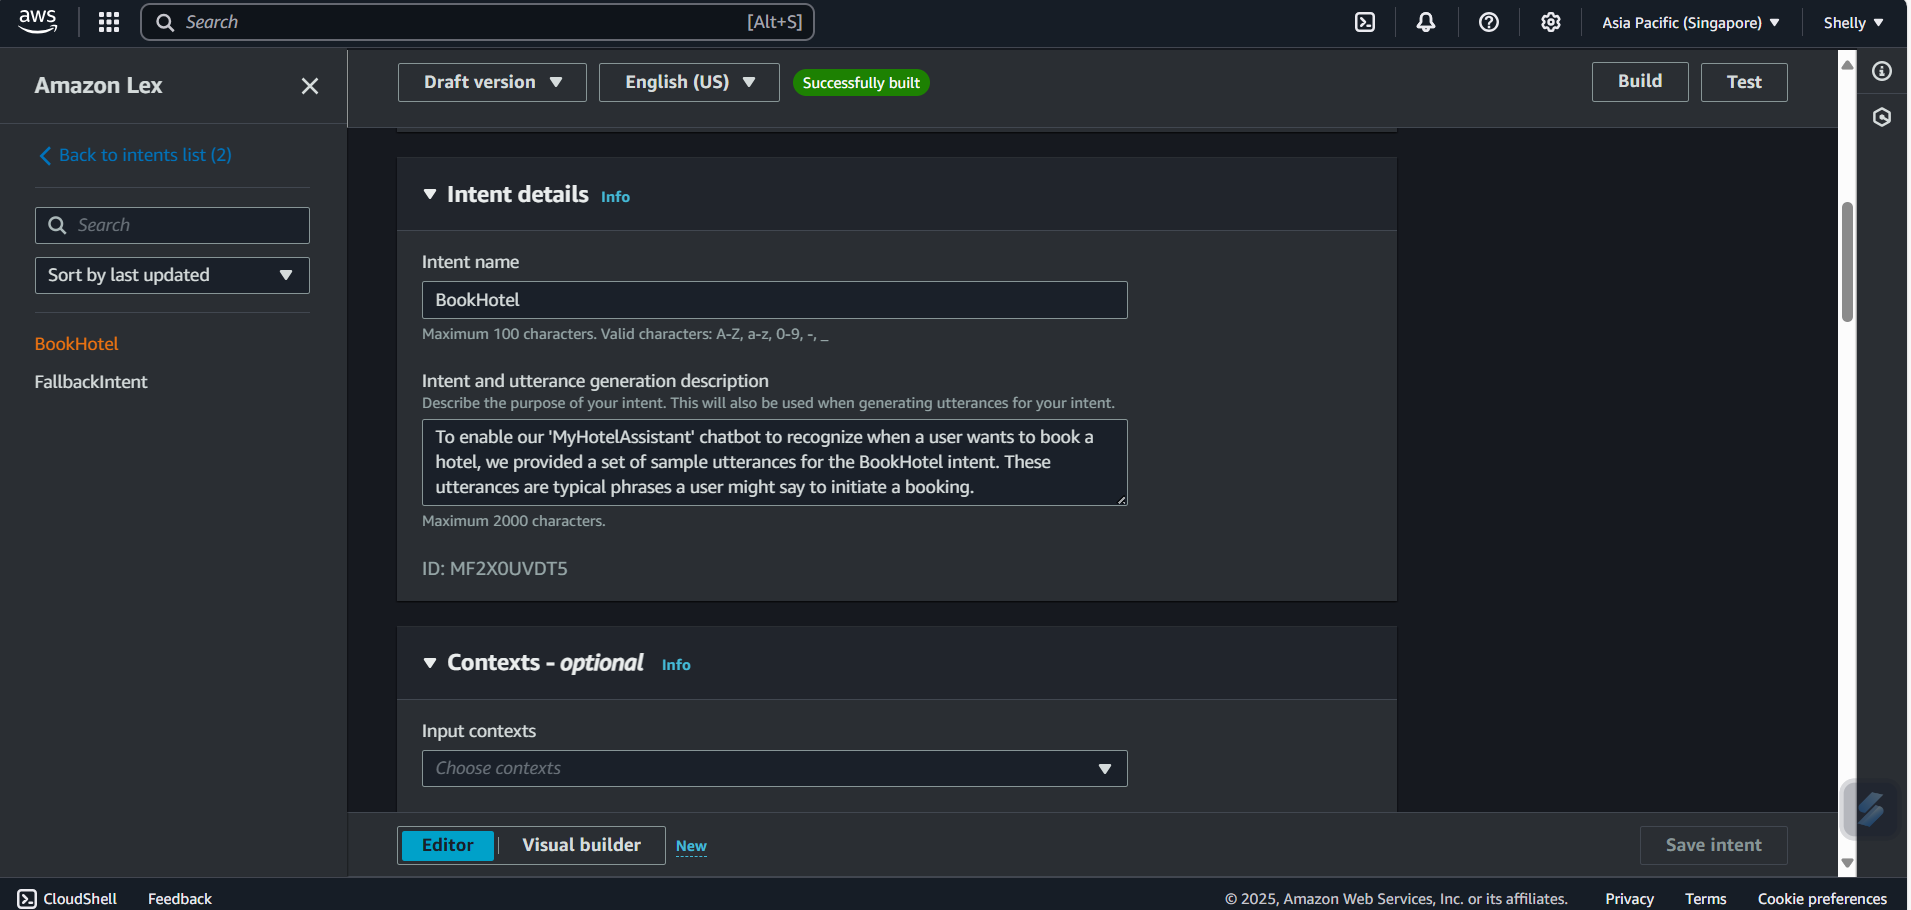 aws
Search
[Alt+S]
Asia Pacific (Singapore)
Shelly
Amazon Lex
Back to intents list (2)
Search
Sort by last updated
BookHotel
FallbackIntent
Draft version
English (US)
Successfully built
Build
Test
Intent details Info
Intent name
BookHotel
Maximum 100 characters. Valid characters: A-Z, a-z, 0-9, -, _
Intent and utterance generation description
Describe the purpose of your intent. This will also be used when generating utterances for your intent.
To enable our 'MyHotelAssistant' chatbot to recognize when a user wants to book a
hotel, we provided a set of sample utterances for the BookHotel intent. These
utterances are typical phrases a user might say to initiate a booking.
Maximum 2000 characters.
ID: MF2X0UVDT5
Contexts - optional Info
Input contexts
Choose contexts
Editor
Visual builder
New
Save intent
CloudShell
Feedback
© 2025, Amazon Web Services, Inc. or its affiliates.
Privacy
Terms
Cookie preferences